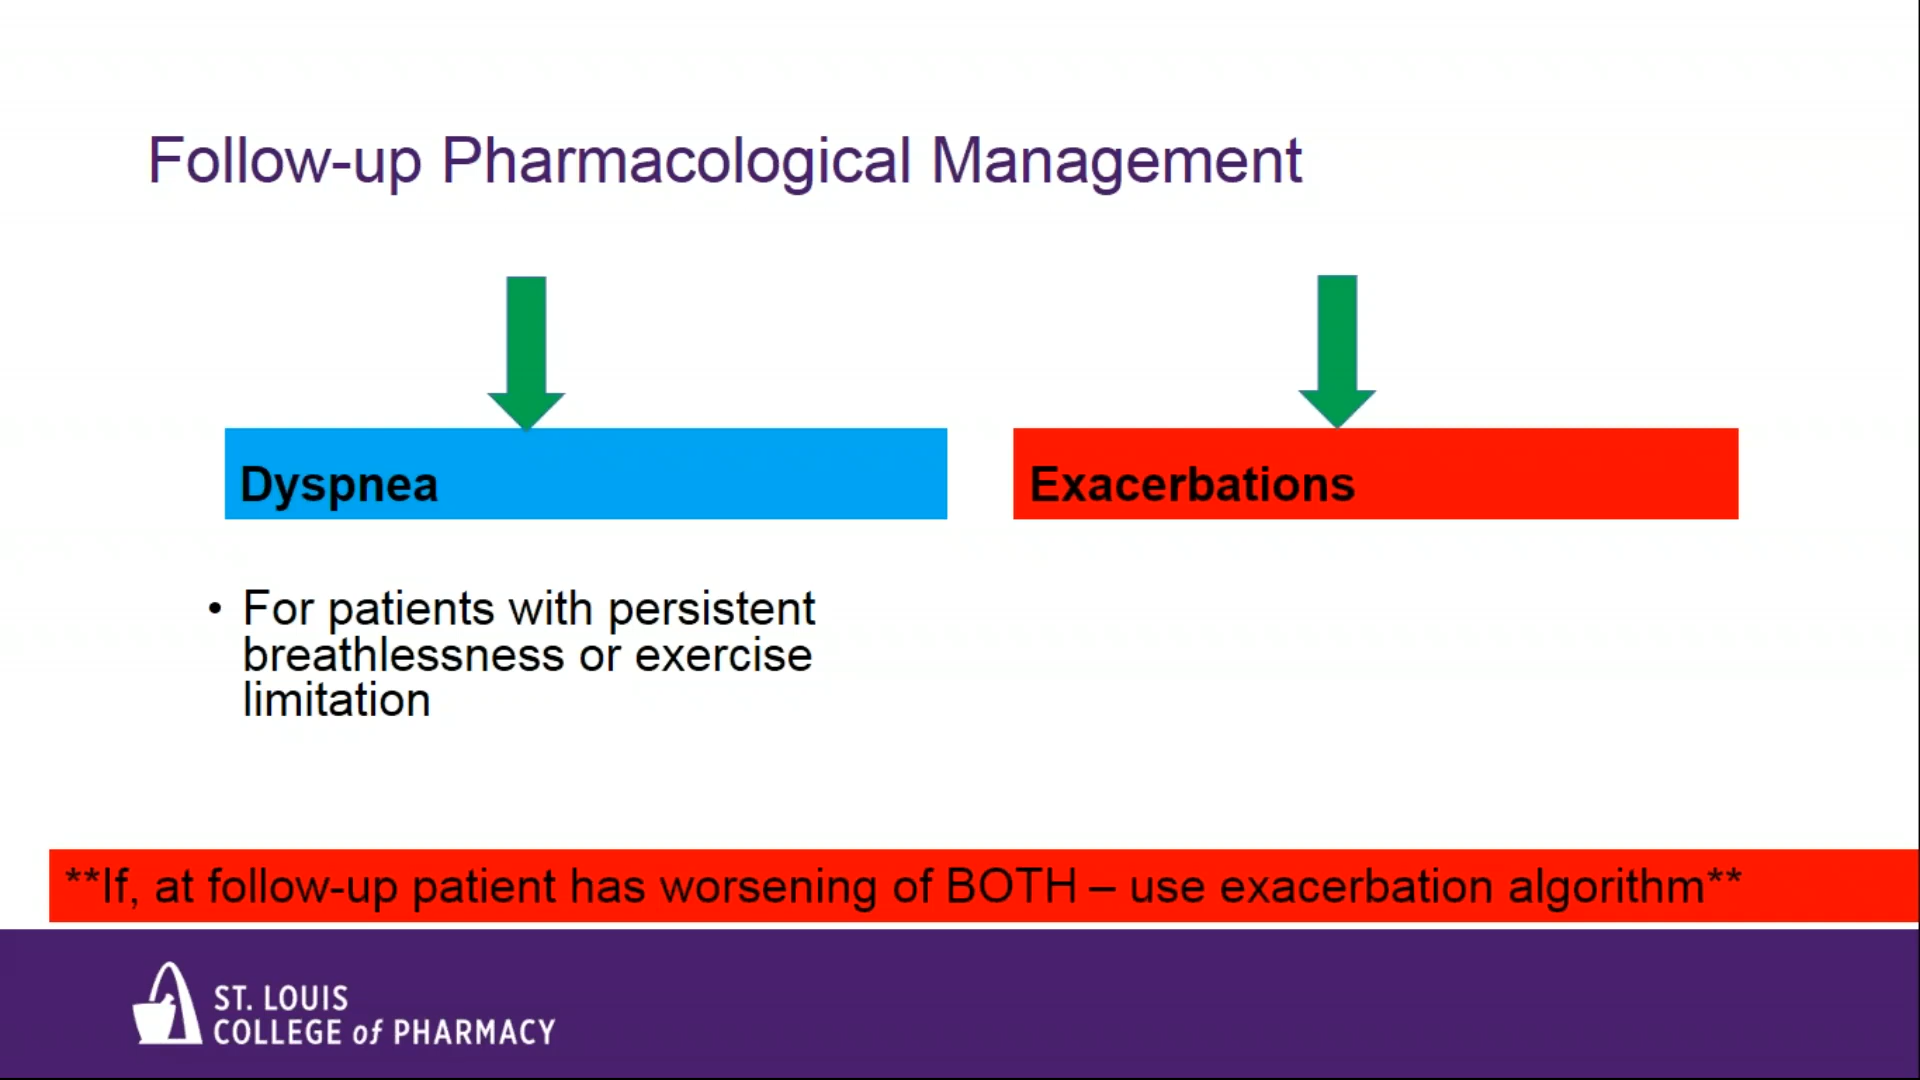 Follow-up Pharmacological Management
Dyspnea
Exacerbations
• For patients with persistent
breathlessness or exercise
limitation
**If, at follow-up patient has worsening of BOTH – use exacerbation algorithm**
ST. LOUIS
COLLEGE of PHARMACY